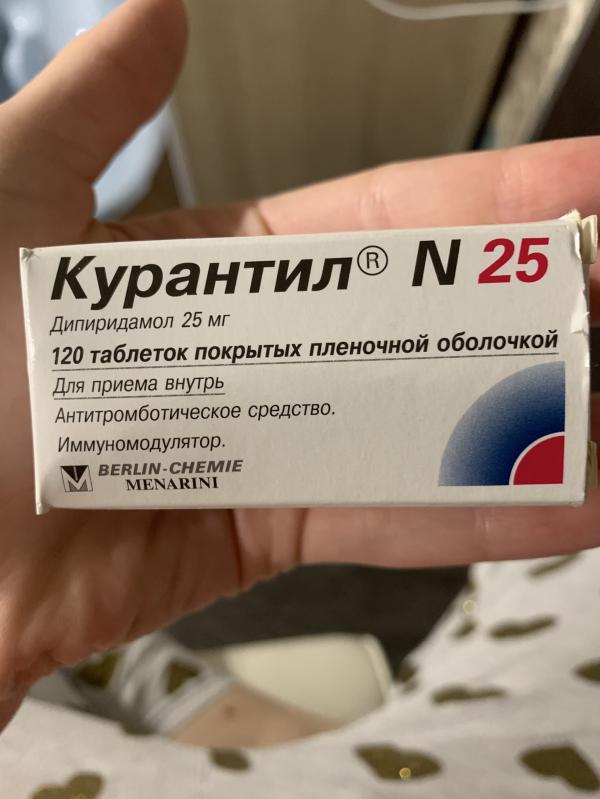 Курантил® N 25
Дипиридамол 25 мг
120 таблеток покрытых пленочной оболочкой
Для приема внутрь
Антитромботическое средство.
Иммуномодулятор.
BERLIN-CHEMIE
MENARINI